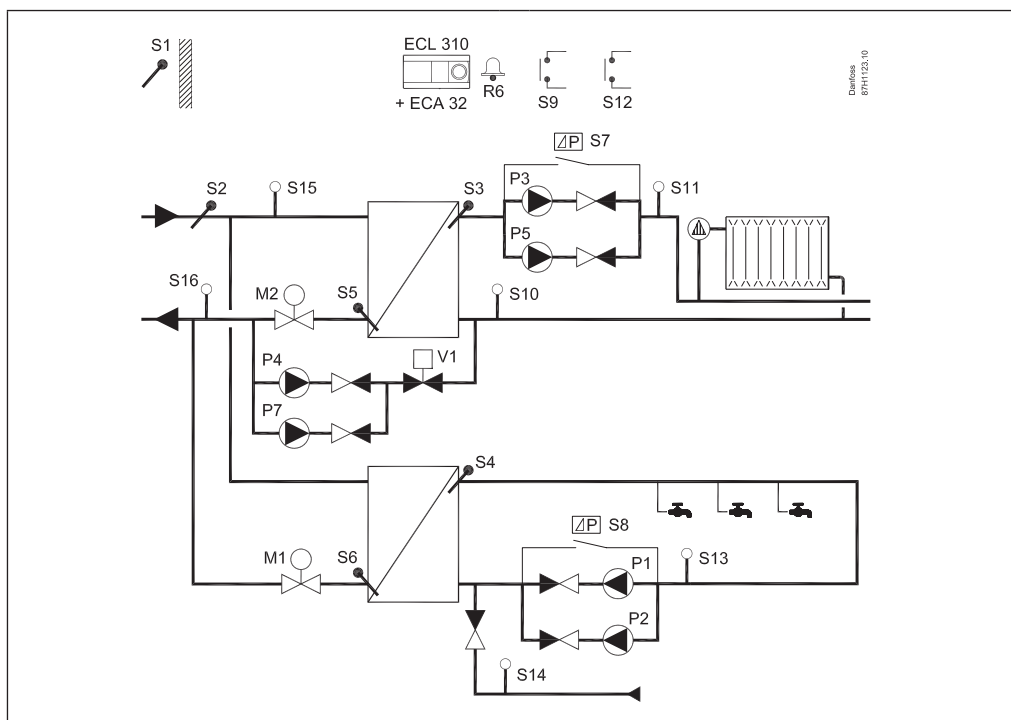 S1
ECL 310
+ ECA 32
R6
S9
S12
Danfoss
87H1123.10
⊿P S7
S2
S15
S3
P3
S11
P5
S16
M2
S5
S10
P4
V1
P7
S4
⊿P S8
M1
S6
P1
S13
P2
S14